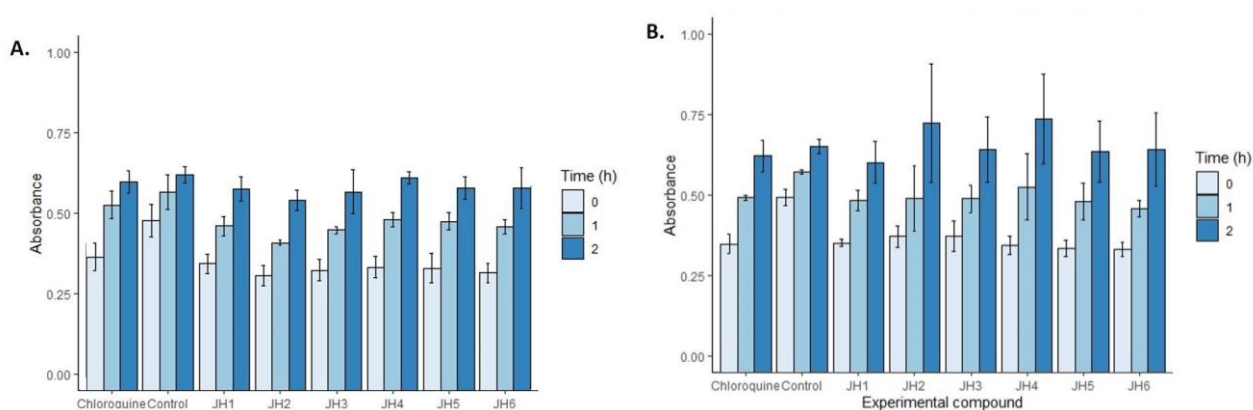 A.
1.00
0.75
0.50
0.25
0.00
Absorbance
Chloroquine Control JH1 JH2 JH3 JH4 JH5 JH6
Time (h)
0
1
2
B.
1.00
0.75
0.50
0.25
0.00
Absorbance
Chloroquine Control JH1 JH2 JH3 JH4 JH5 JH6
Experimental compound
Time (h)
0
1
2